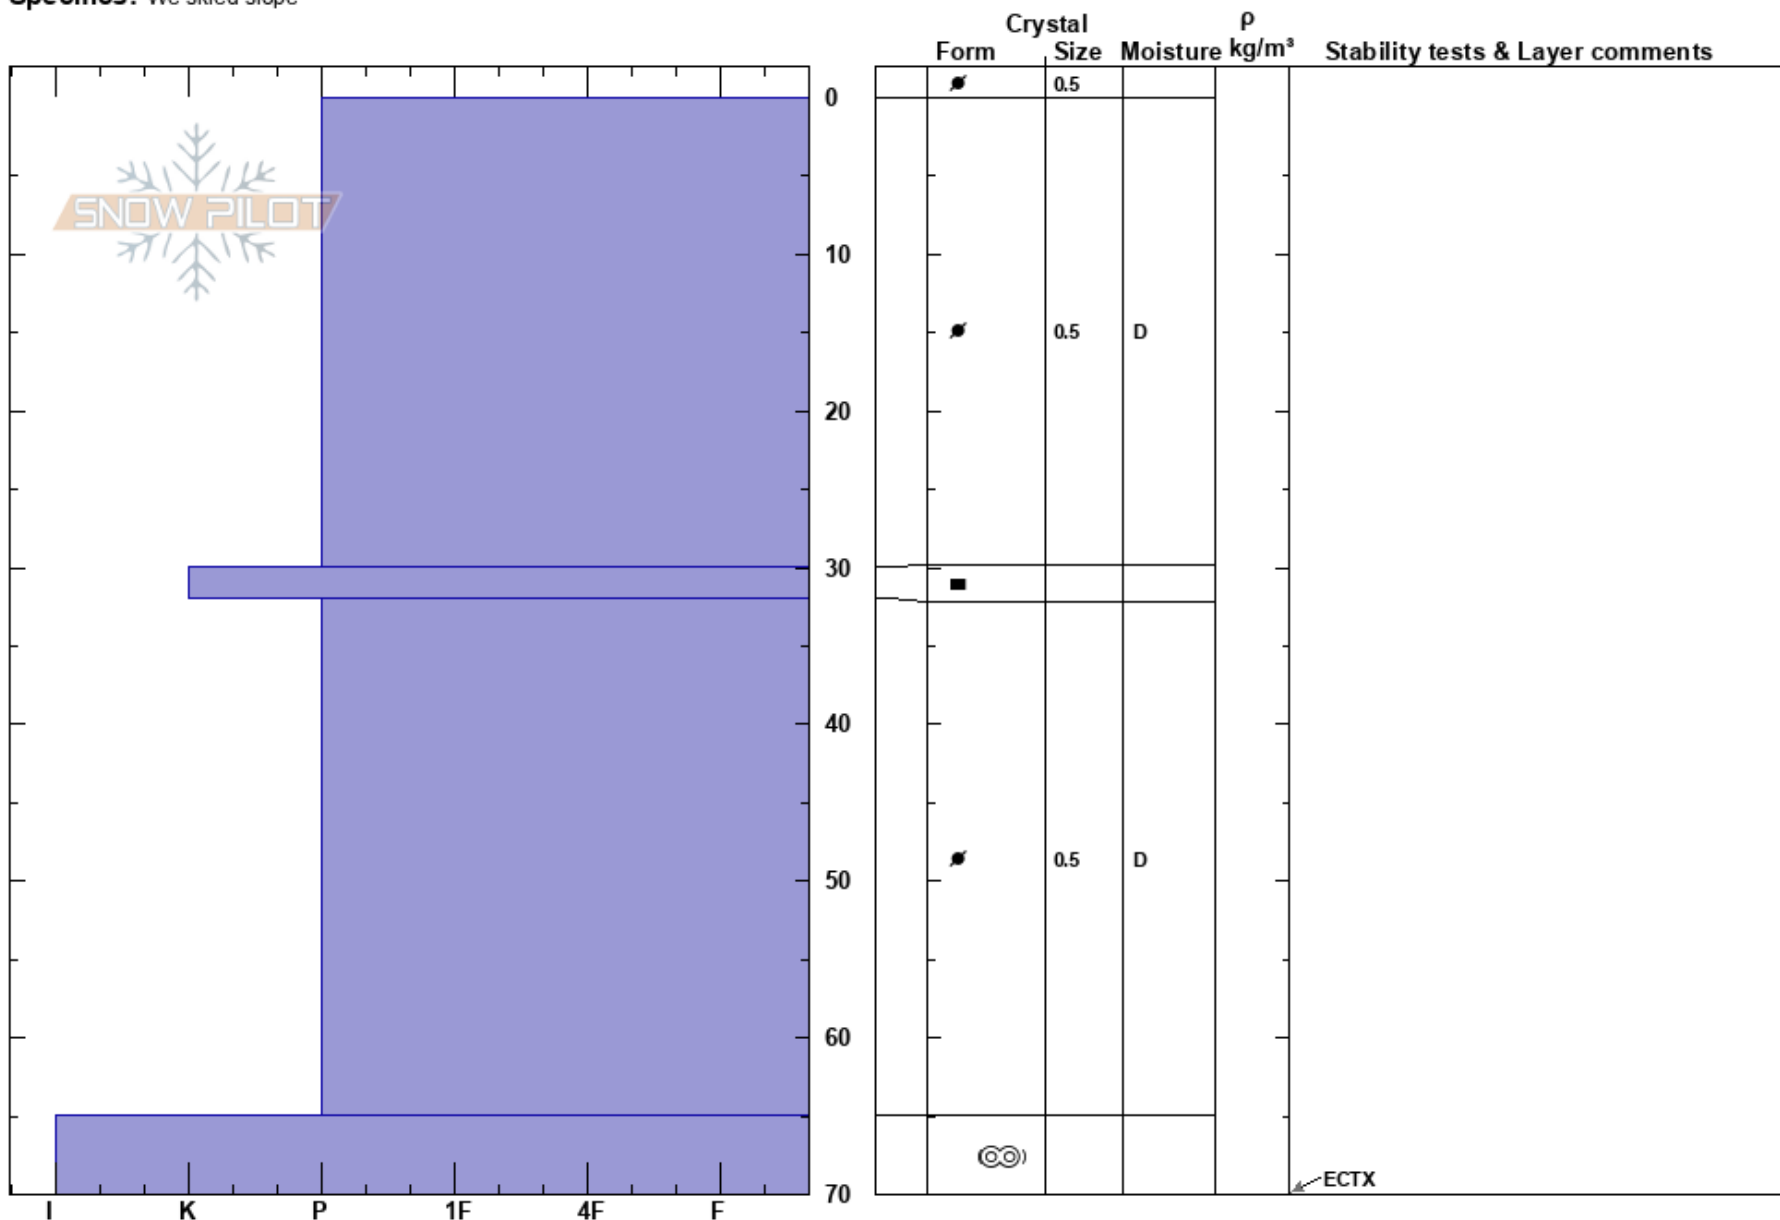 Specifics: We skied slope
Crystal ρ
Form Size Moisture kg/m³ Stability tests & Layer comments
0.5
0
SNOW PILOT
10
0.5 D
20
30
40
0.5 D
50
60
ECTX
70
I K P 1F 4F F